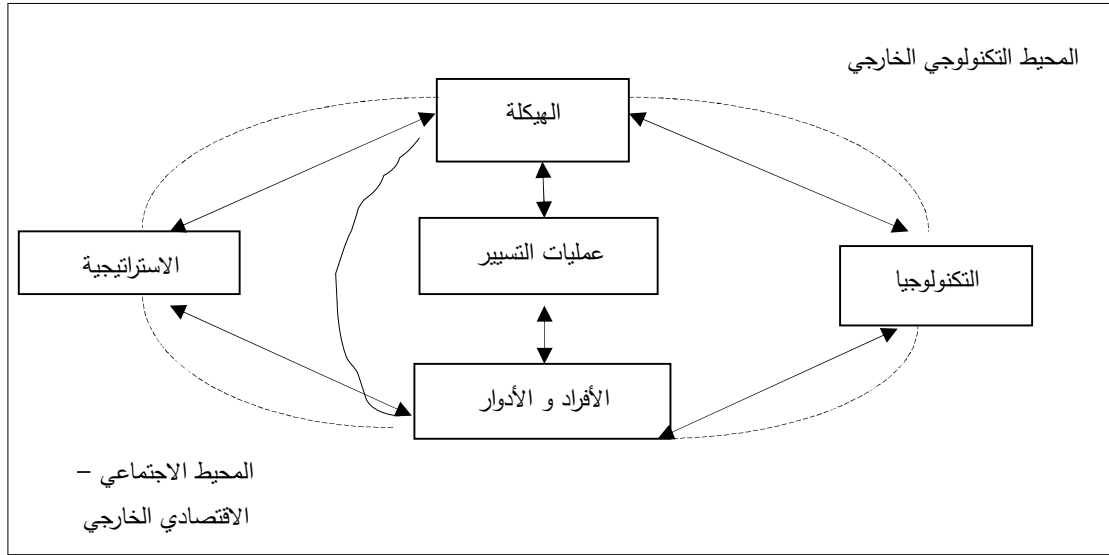 المحيط التكنولوجي الخارجي
الهيكلة
عمليات التسيير
الاستراتيجية
التكنولوجيا
الأفراد و الأدوار
المحيط الاجتماعي –
الاقتصادي الخارجي